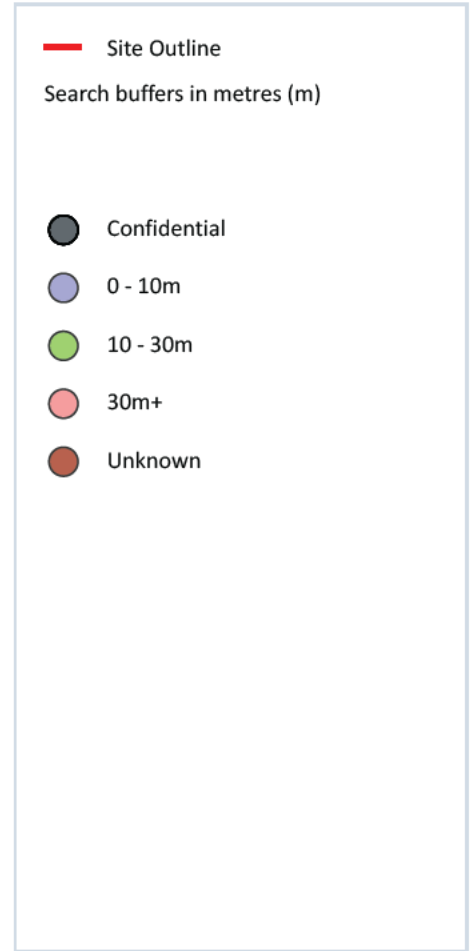 Site Outline
Search buffers in metres (m)
Confidential
0 - 10m
10 - 30m
30m+
Unknown